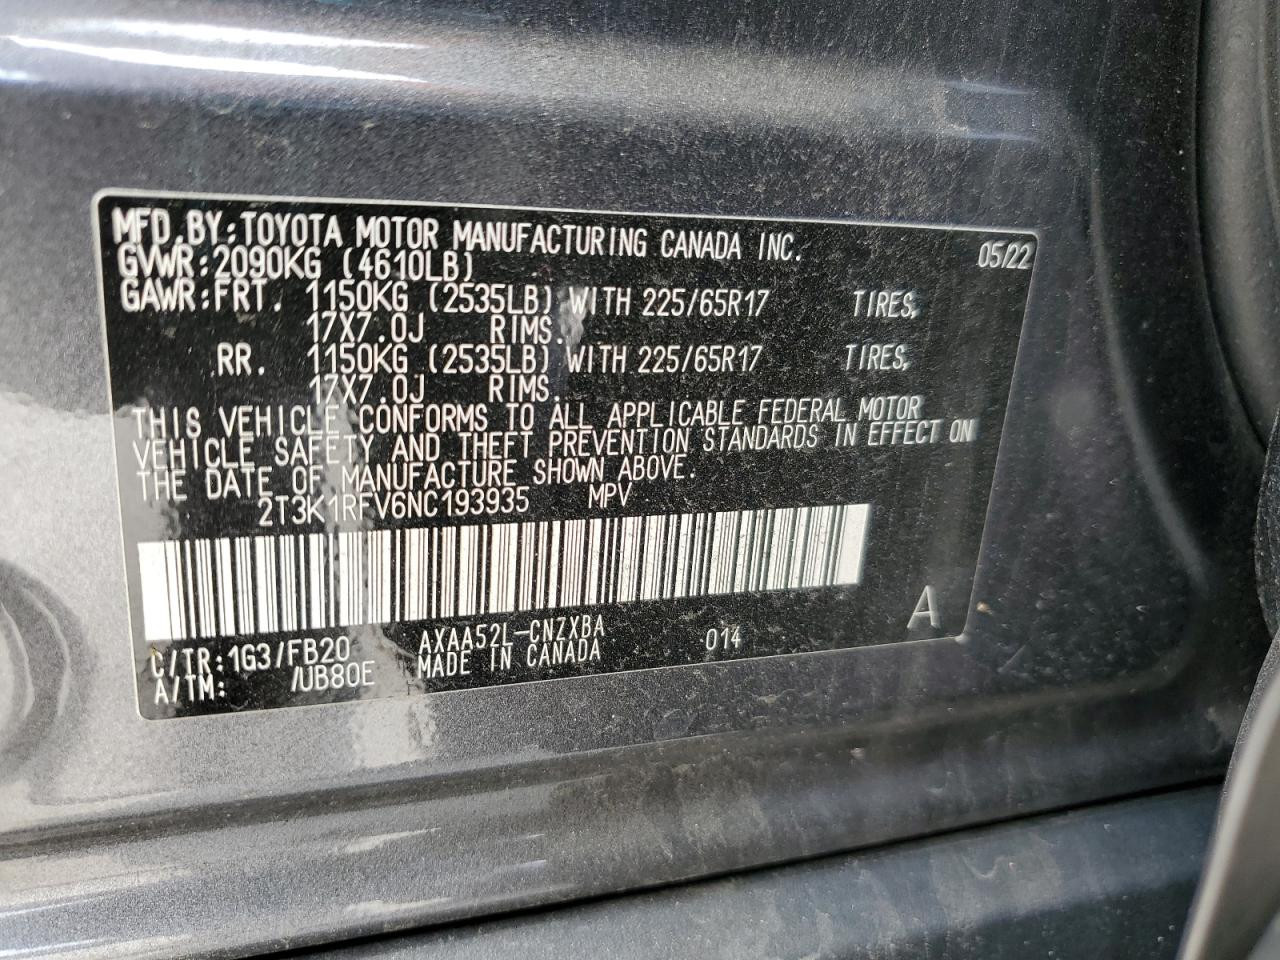 MFD.BY:TOYOTA MOTOR MANUFACTURING CANADA INC. 05/22
GVWR:2090KG (4610LB)
GAWR:FRT. 1150KG (2535LB) WITH 225/65R17 TIRES,
17X7.0J RIMS.
RR. 1150KG (2535LB) WITH 225/65R17 TIRES,
17X7.0J RIMS.
THIS VEHICLE CONFORMS TO ALL APPLICABLE FEDERAL MOTOR
VEHICLE SAFETY AND THEFT PREVENTION STANDARDS IN EFFECT ON
THE DATE OF MANUFACTURE SHOWN ABOVE.
2T3K1RFV6NC193935 MPV
C/TR:1G3/FB20 AXAA52L-CNZXBA 014 A
A/TM: /UB80E MADE IN CANADA